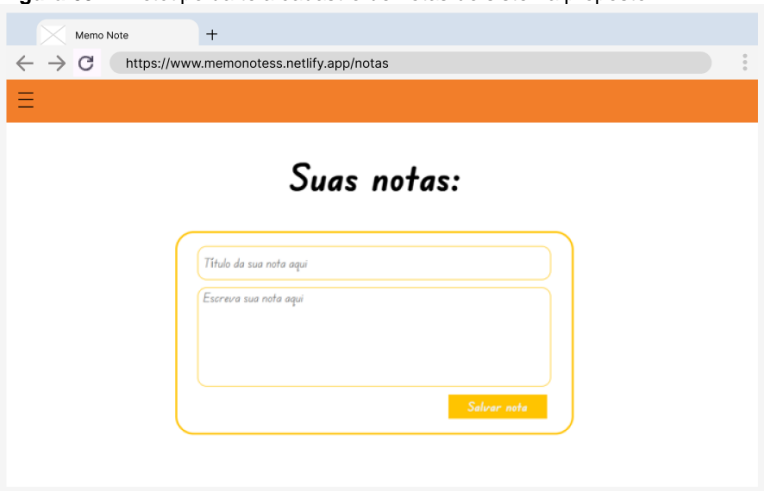 Memo Note
https://www.memonotess.netlify.app/notas
Suas notas:
Título da sua nota aqui
Escreva sua nota aqui
Salvar nota